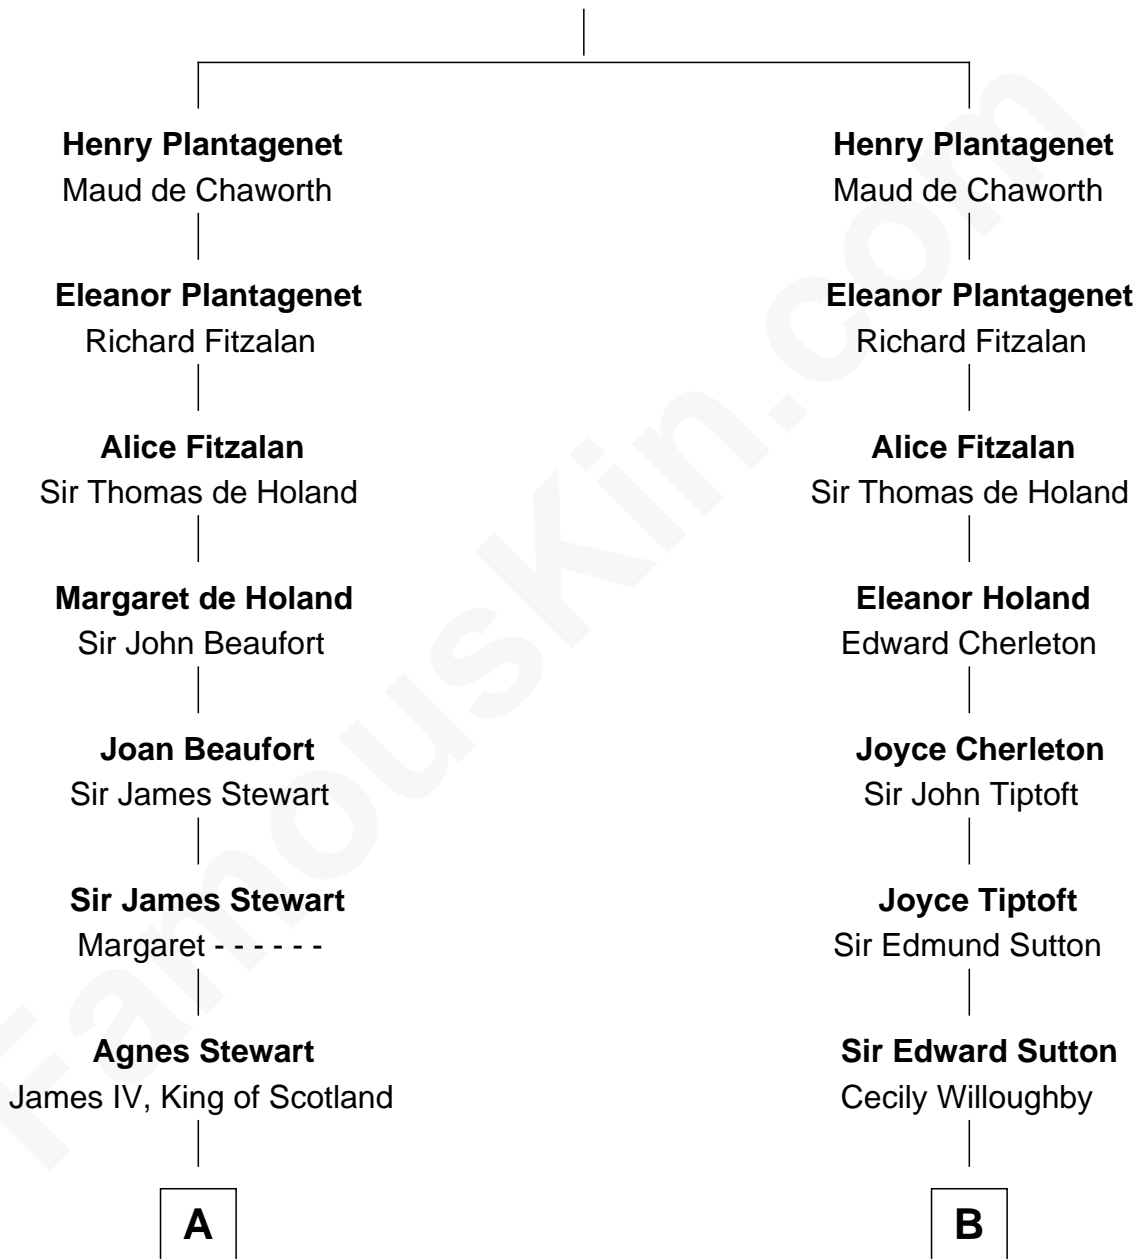 Henry Plantagenet
Maud de Chaworth
Eleanor Plantagenet
Richard Fitzalan
Alice Fitzalan
Sir Thomas de Holand
Margaret de Holand
Sir John Beaufort
Joan Beaufort
Sir James Stewart
Sir James Stewart
Margaret - - - - - -
Agnes Stewart
James IV, King of Scotland
A
Henry Plantagenet
Maud de Chaworth
Eleanor Plantagenet
Richard Fitzalan
Alice Fitzalan
Sir Thomas de Holand
Eleanor Holand
Edward Cherleton
Joyce Cherleton
Sir John Tiptoft
Joyce Tiptoft
Sir Edmund Sutton
Sir Edward Sutton
Cecily Willoughby
B
FamousKin.com